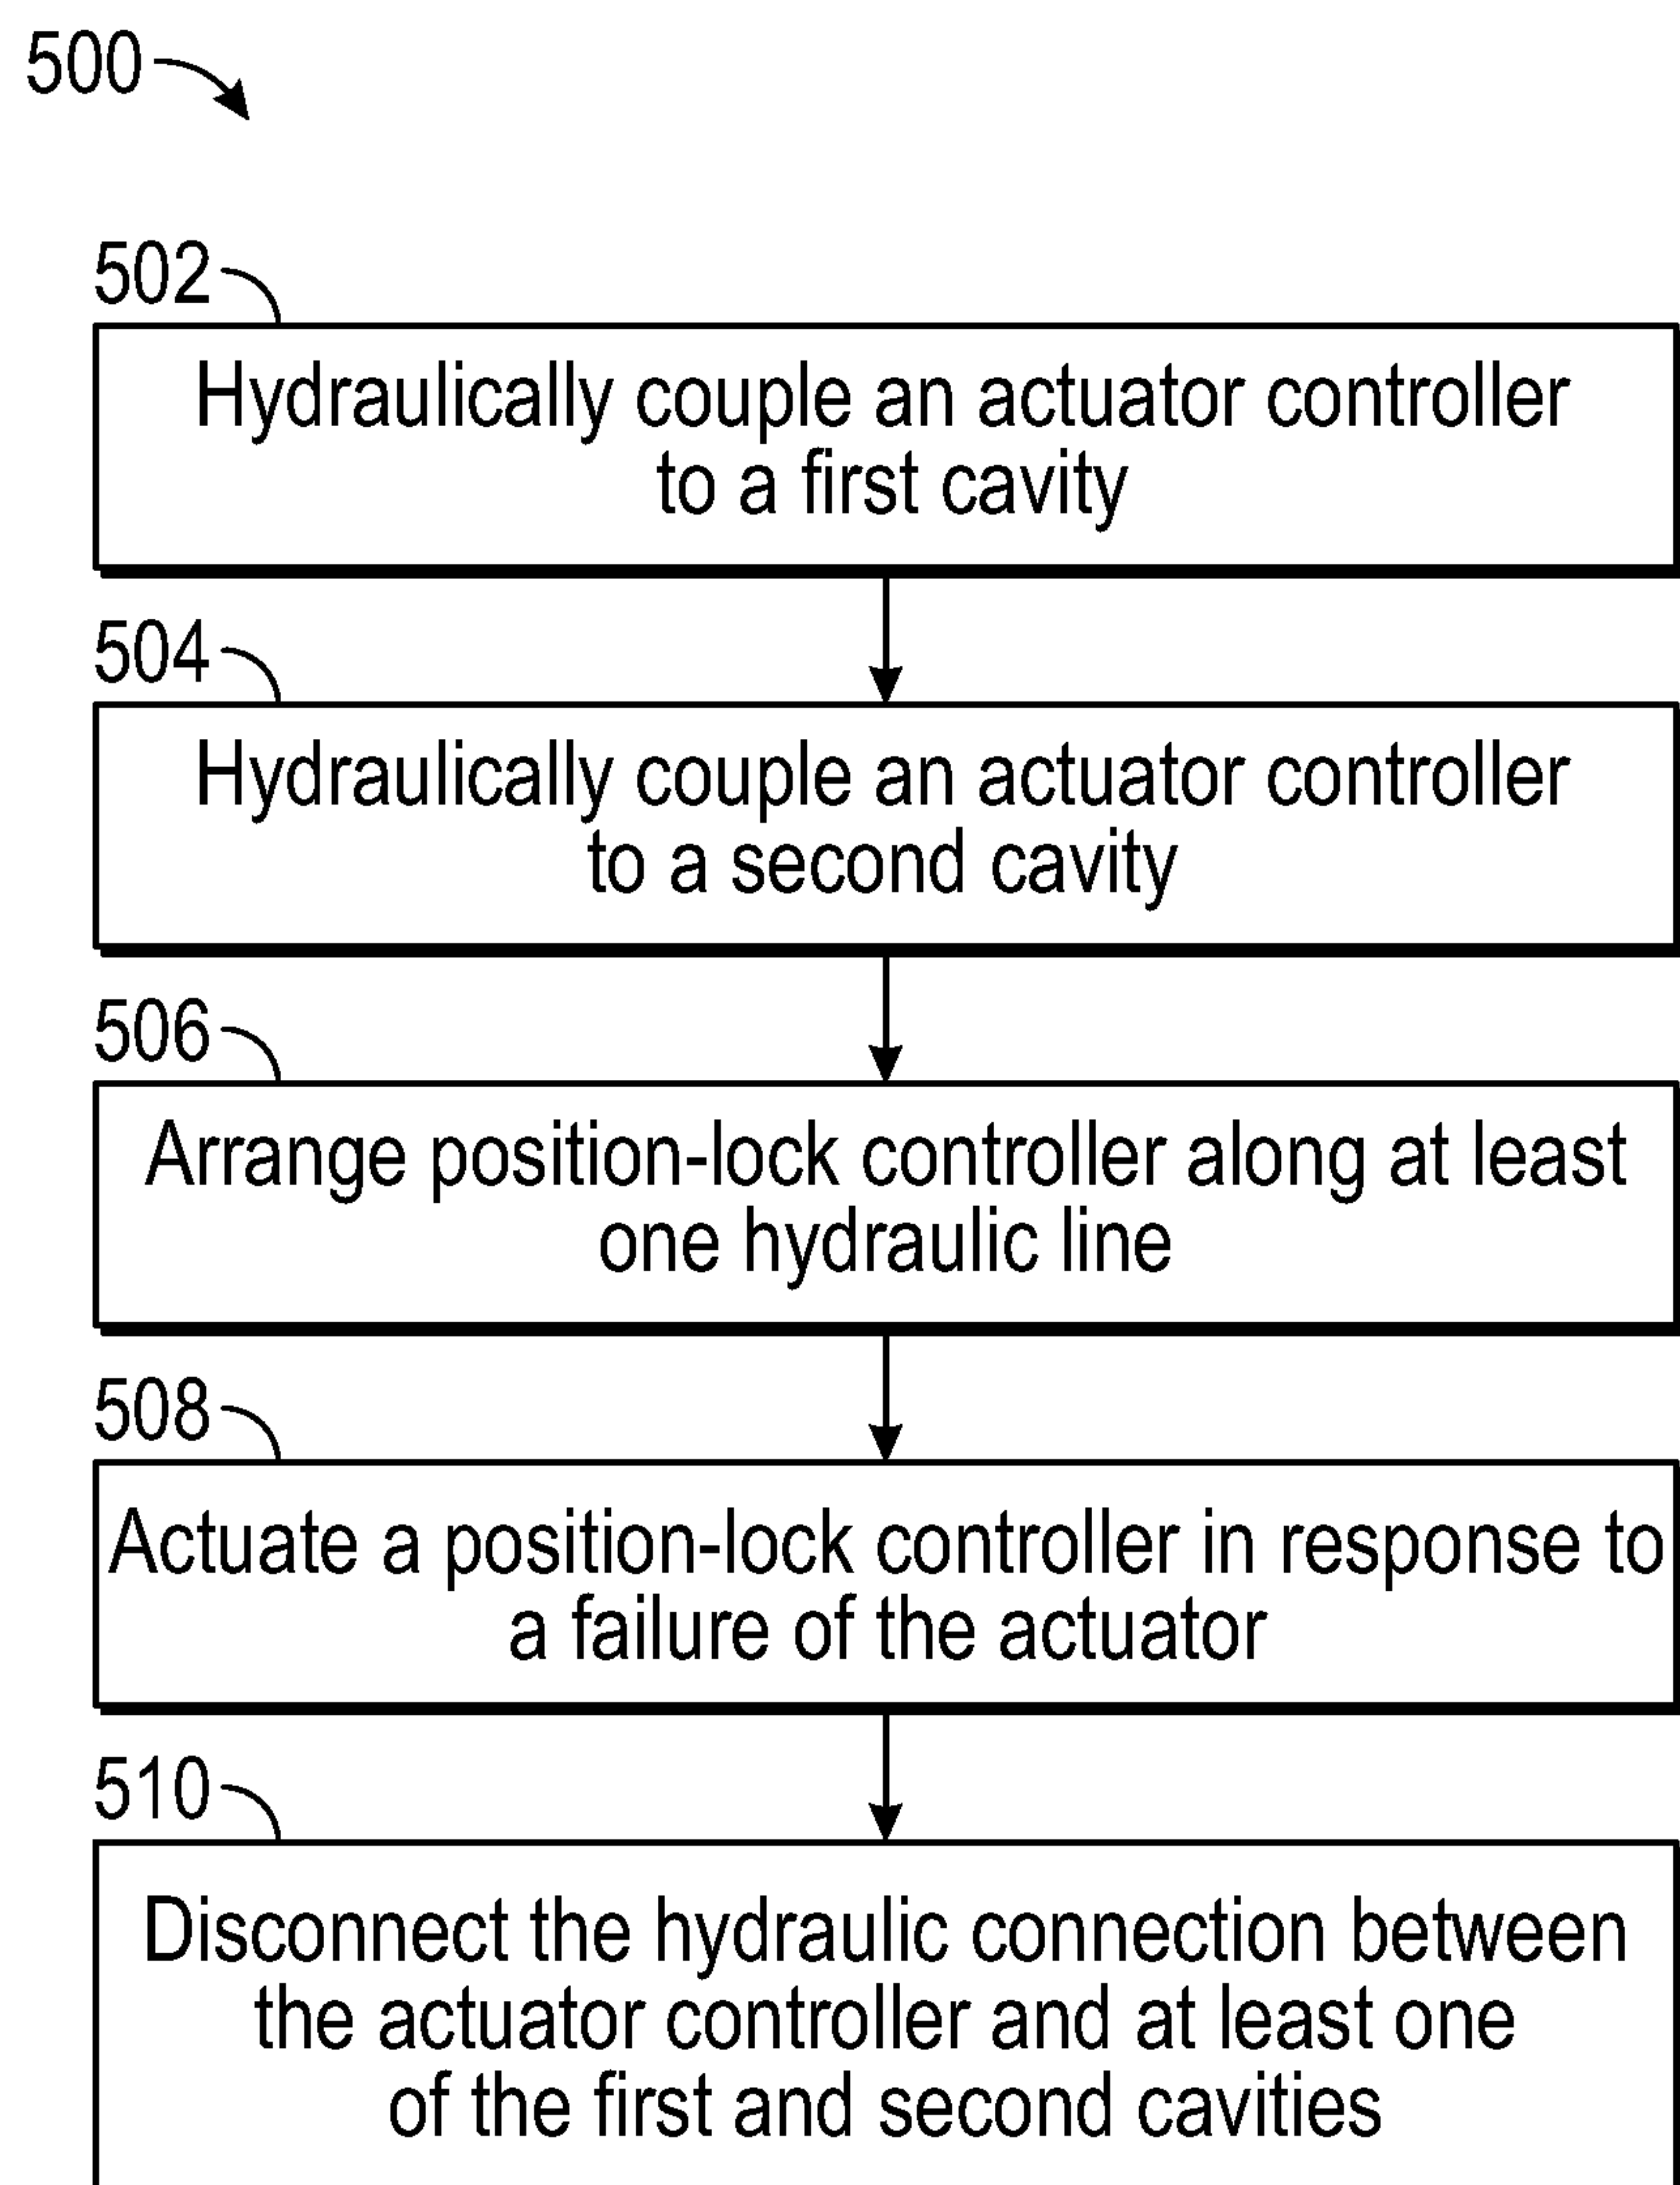 500
502
Hydraulically couple an actuator controller
to a first cavity
504
Hydraulically couple an actuator controller
to a second cavity
506
Arrange position-lock controller along at least
one hydraulic line
508
Actuate a position-lock controller in response to
a failure of the actuator
510
Disconnect the hydraulic connection between
the actuator controller and at least one
of the first and second cavities